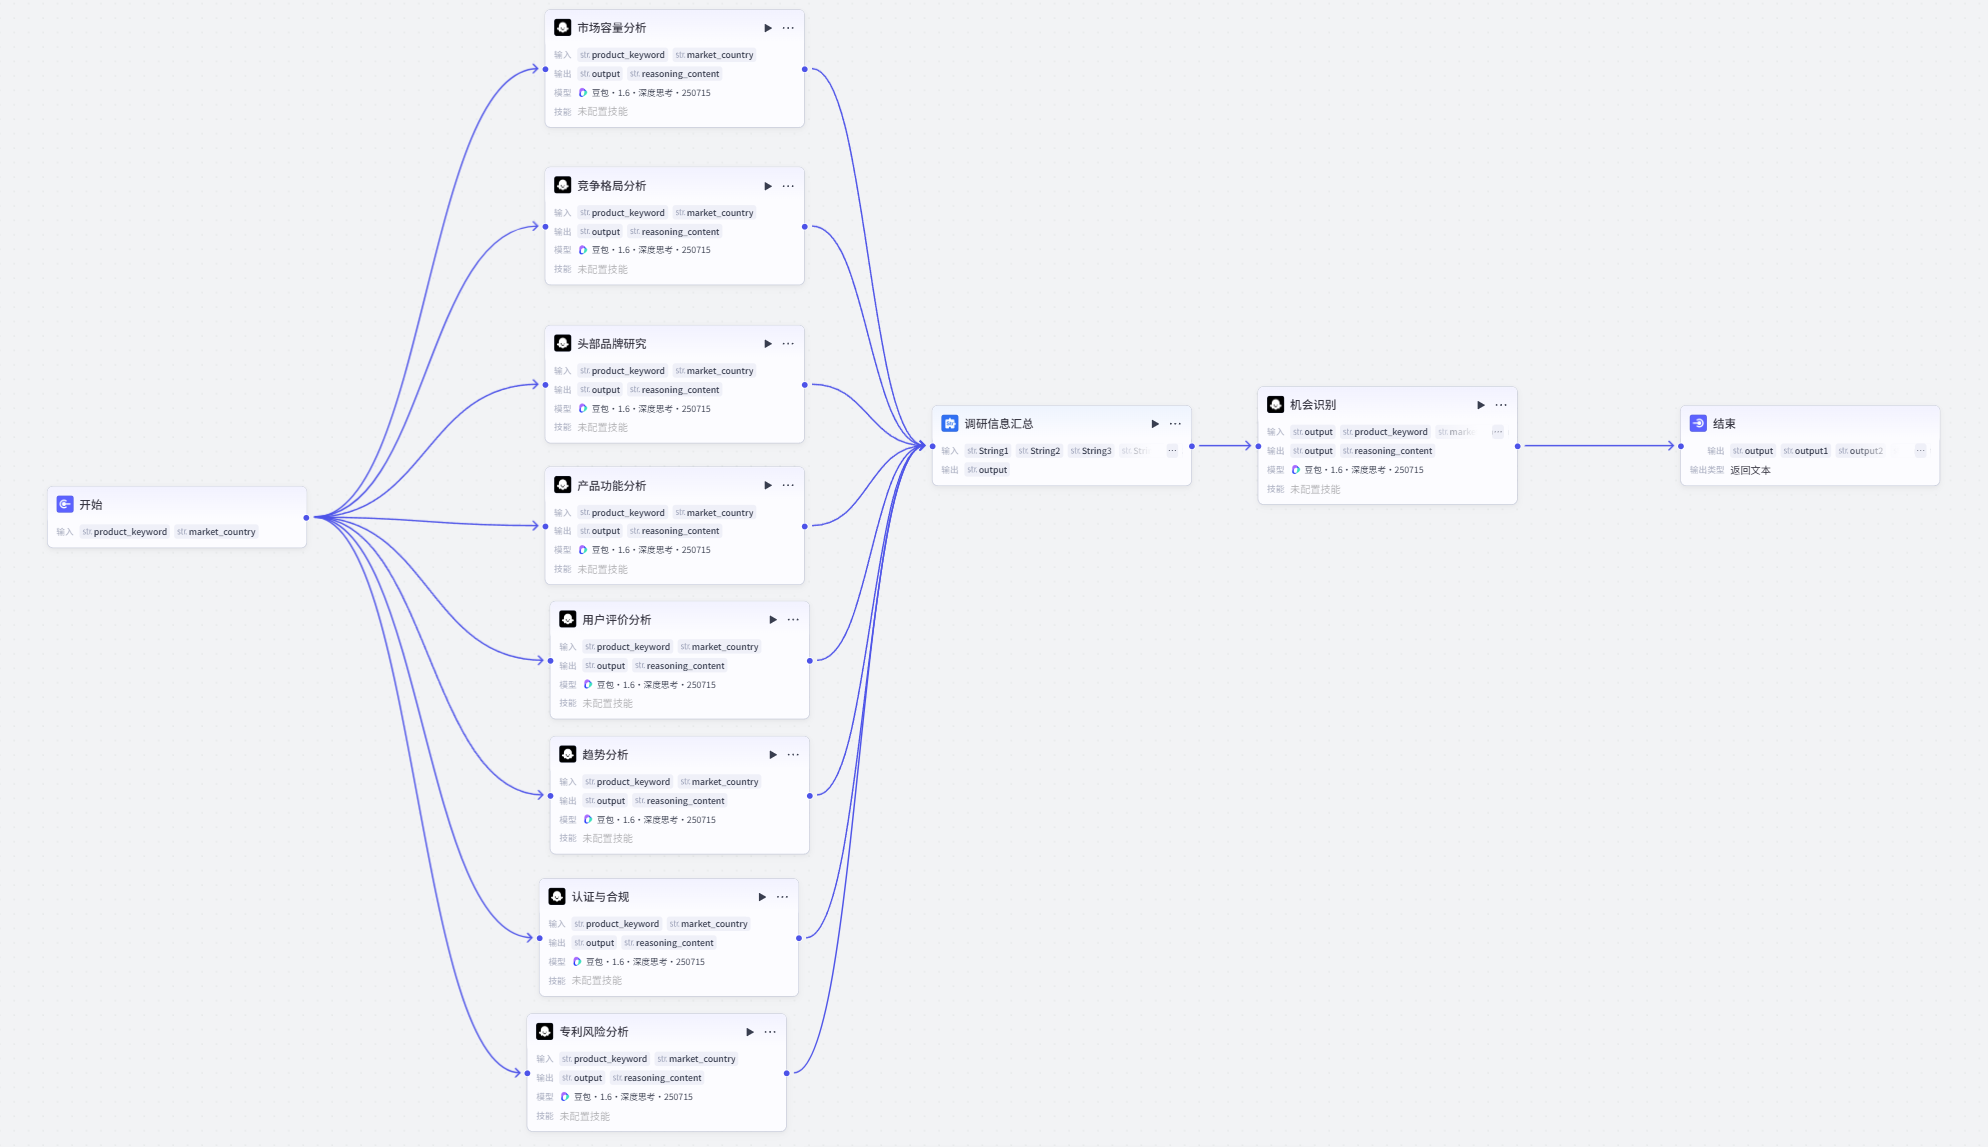 市场容量分析
输入 str. product_keyword str. market_country
输出 str. output str. reasoning_content
模型 豆包・1.6・深度思考・250715
技能 未配置技能
竞争格局分析
输入 str. product_keyword str. market_country
输出 str. output str. reasoning_content
模型 豆包・1.6・深度思考・250715
技能 未配置技能
头部品牌研究
输入 str. product_keyword str. market_country
输出 str. output str. reasoning_content
模型 豆包・1.6・深度思考・250715
技能 未配置技能
产品功能分析
输入 str. product_keyword str. market_country
输出 str. output str. reasoning_content
模型 豆包・1.6・深度思考・250715
技能 未配置技能
开始
输入 str. product_keyword str. market_country
用户评价分析
输入 str. product_keyword str. market_country
输出 str. output str. reasoning_content
模型 豆包・1.6・深度思考・250715
技能 未配置技能
趋势分析
输入 str. product_keyword str. market_country
输出 str. output str. reasoning_content
模型 豆包・1.6・深度思考・250715
技能 未配置技能
认证与合规
输入 str. product_keyword str. market_country
输出 str. output str. reasoning_content
模型 豆包・1.6・深度思考・250715
技能 未配置技能
专利风险分析
输入 str. product_keyword str. market_country
输出 str. output str. reasoning_content
模型 豆包・1.6・深度思考・250715
技能 未配置技能
调研信息汇总
输入 str. String1 str. String2 str. String3 str. Stri ...
输出 str. output
机会识别
输入 str. output str. product_keyword str. mark ...
输出 str. output str. reasoning_content
模型 豆包・1.6・深度思考・250715
技能 未配置技能
结束
输出 str. output str. output1 str. output2 ...
输出类型 返回文本